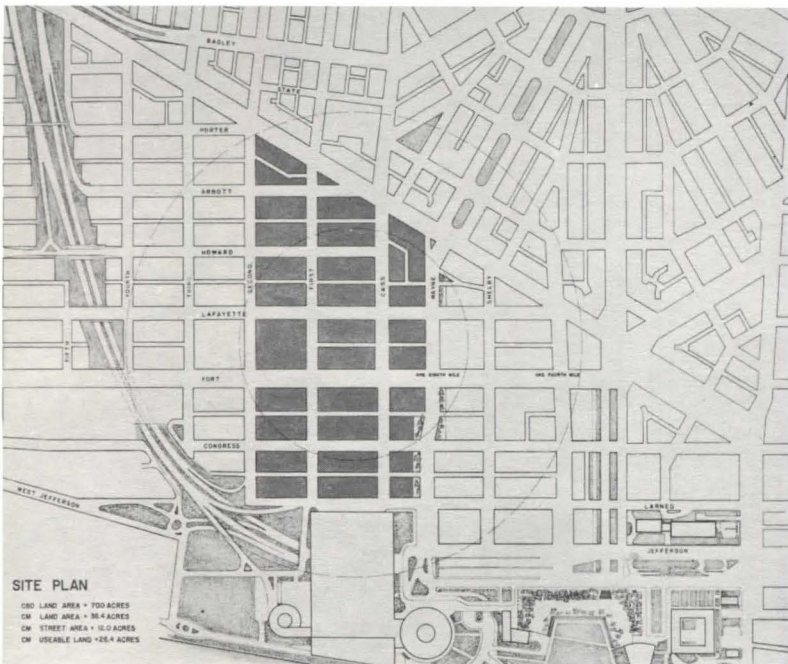 BAGLEY
STATE
PORTER
ABBOTT
HOWARD
FOURTH
THIRD
SECOND
FIRST
CASS
WAYNE
SHELBY
LAFAYETTE
FIFTH
FORT
ONE EIGHTH MILE
ONE FOURTH MILE
CONGRESS
WEST JEFFERSON
LARNED
JEFFERSON
SITE PLAN
CBD LAND AREA = 700 ACRES
CM LAND AREA = 38.4 ACRES
CM STREET AREA = 12.0 ACRES
CM USEABLE LAND = 26.4 ACRES